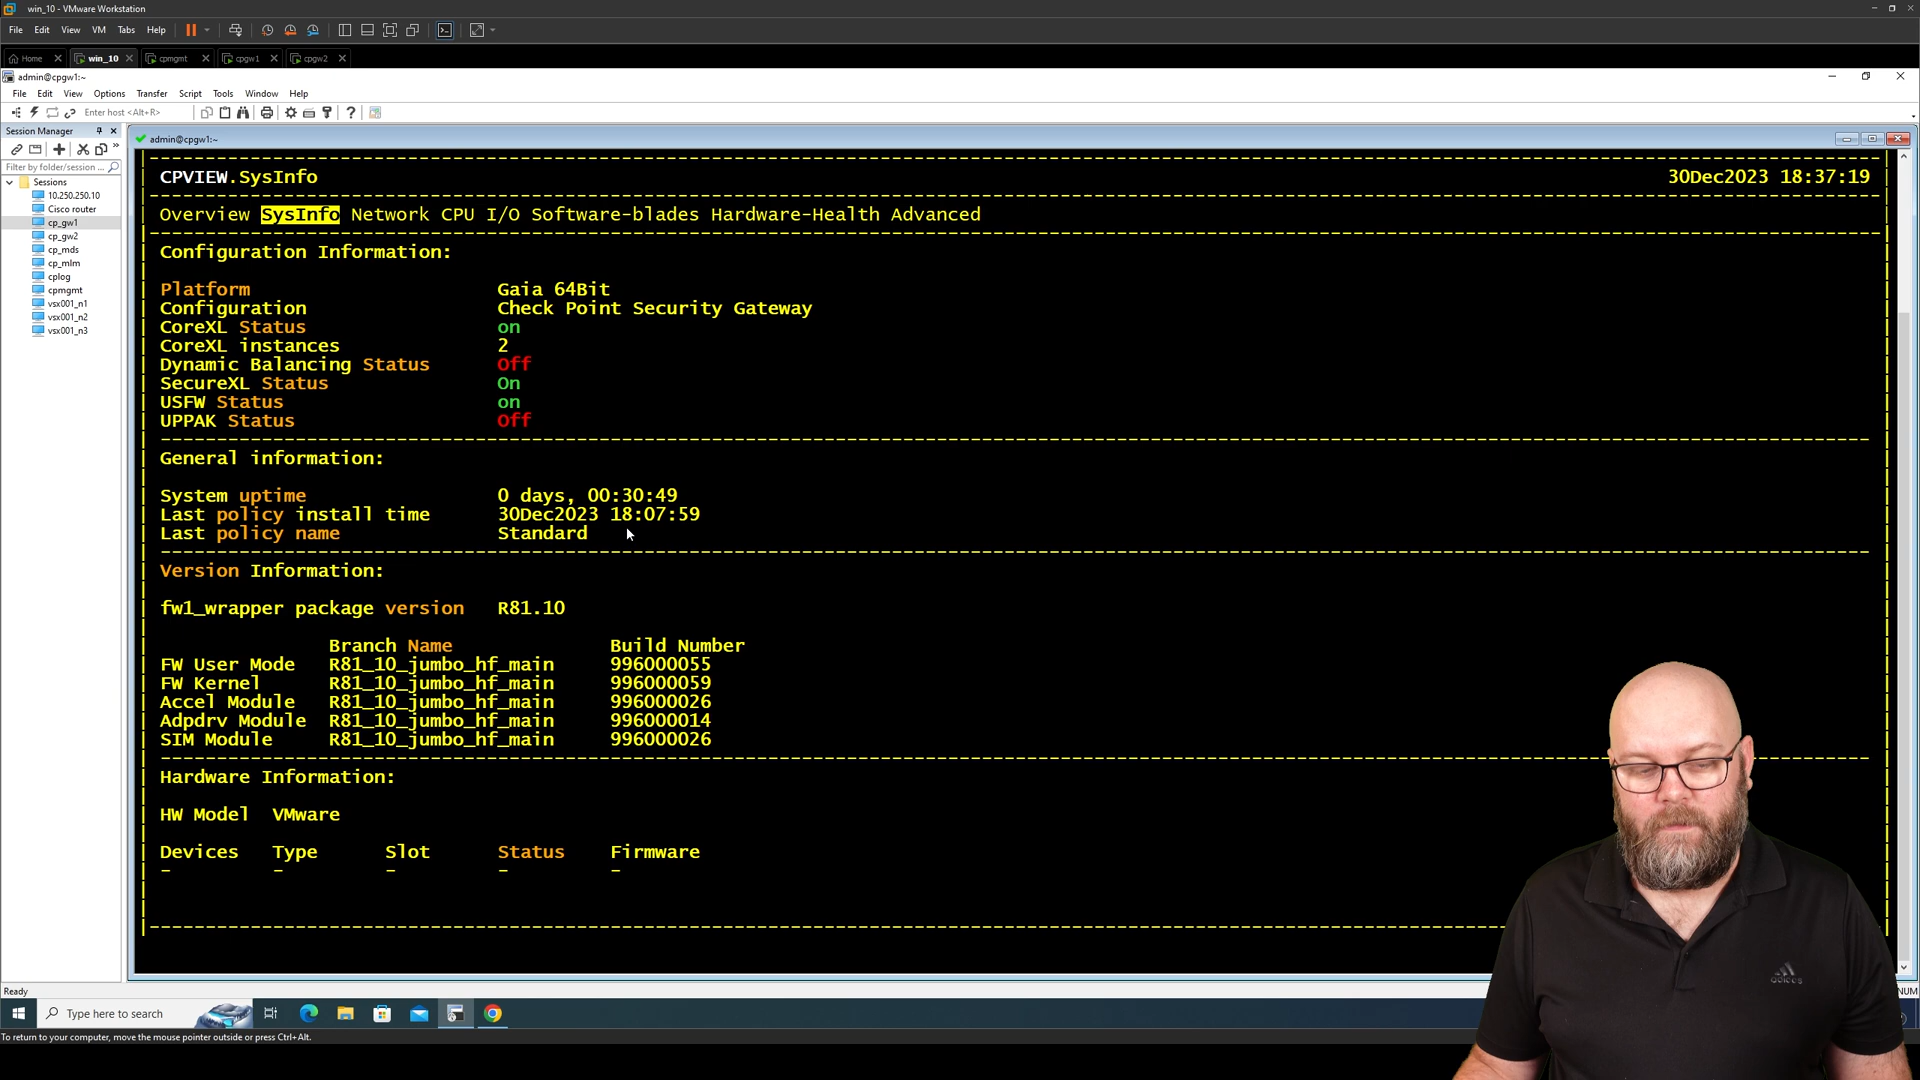 win_10 - VMware Workstation
File Edit View VM Tabs Help
Home win_10 cpmgmt cpgw1 cpgw2
admin@cpgw1:~
File Edit View Options Transfer Script Tools Window Help
Enter host <Alt+R>
Session Manager
admin@cpgw1:~
Filter by folder/session ...
Sessions
10.250.250.10
Cisco router
cp_gw1
cp_gw2
cp_mds
cp_mlm
cplog
cpmgmt
vsx001_n1
vsx001_n2
vsx001_n3
CPVIEW.SysInfo 30Dec2023 18:37:19
Overview SysInfo Network CPU I/O Software-blades Hardware-Health Advanced
Configuration Information:
Platform Gaia 64Bit
Configuration Check Point Security Gateway
CoreXL Status on
CoreXL instances 2
Dynamic Balancing Status Off
SecureXL Status On
USFW Status on
UPPAK Status Off
General information:
System uptime 0 days, 00:30:49
Last policy install time 30Dec2023 18:07:59
Last policy name Standard
Version Information:
fw1_wrapper package version R81.10
Branch Name Build Number
FW User Mode R81_10_jumbo_hf_main 996000055
FW Kernel R81_10_jumbo_hf_main 996000059
Accel Module R81_10_jumbo_hf_main 996000026
Adpdrv Module R81_10_jumbo_hf_main 996000014
SIM Module R81_10_jumbo_hf_main 996000026
Hardware Information:
HW Model VMware
Devices Type Slot Status Firmware
- - - - -
adidas
Ready NUM
Type here to search
To return to your computer, move the mouse pointer outside or press Ctrl+Alt.